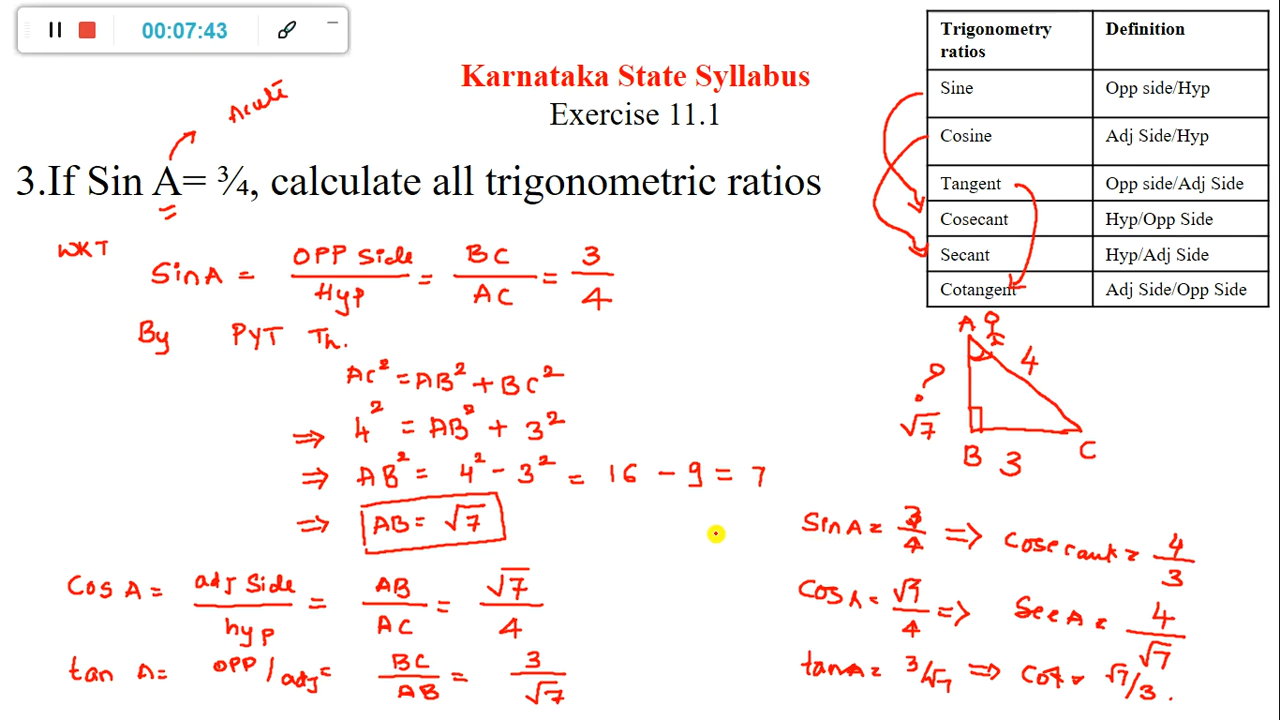 00:07:43
Karnataka State Syllabus
Exercise 11.1
Acute
3.If Sin A= ¾, calculate all trigonometric ratios
WKT
Sin A = OPP Side/Hyp = BC/AC = 3/4
By PYT Th.
AC² = AB² + BC²
⇒ 4² = AB² + 3²
⇒ AB² = 4² - 3² = 16 - 9 = 7
⇒ AB = √7
Cos A = adj Side/hyp = AB/AC = √7/4
tan A = OPP/adj = BC/AB = 3/√7
Trigonometry ratios Definition
Sine Opp side/Hyp
Cosine Adj Side/Hyp
Tangent Opp side/Adj Side
Cosecant Hyp/Opp Side
Secant Hyp/Adj Side
Cotangent Adj Side/Opp Side
A
4
?
√7
B 3 C
Sin A = 3/4 ⇒ Cosecant = 4/3
Cos A = √7/4 ⇒ Sec A = 4/√7
tan A = 3/√7 ⇒ Cot = √7/3.